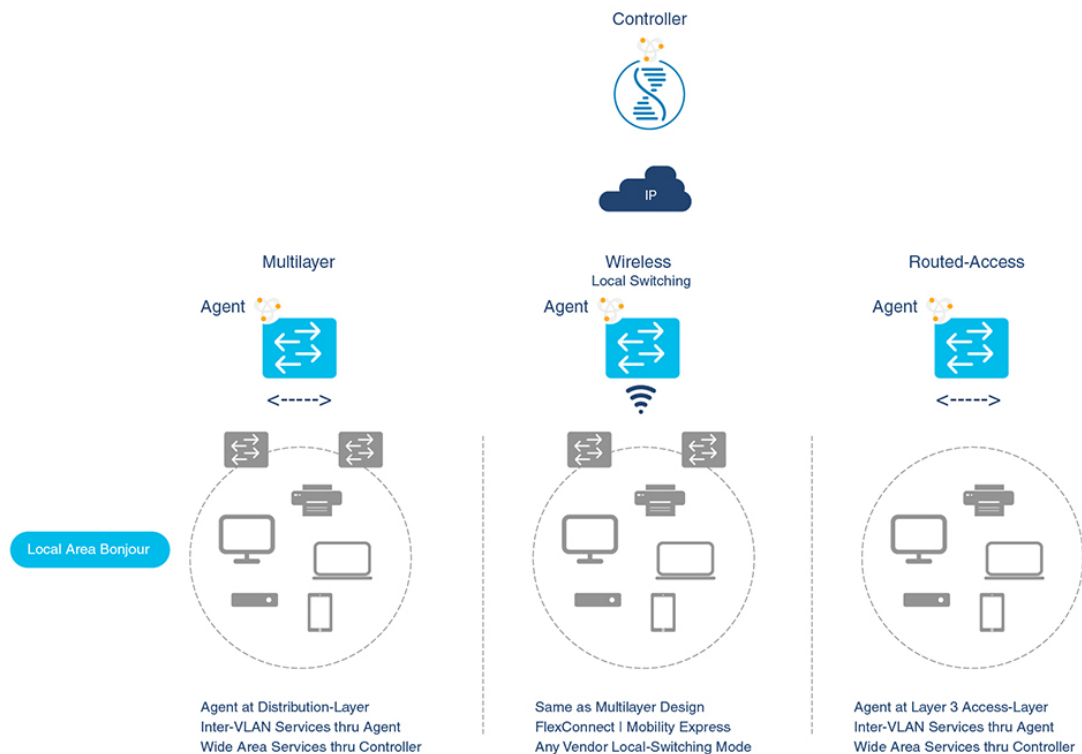 Controller
IP
Multilayer
Wireless
Local Switching
Routed-Access
Agent
Agent
Agent
<----->
<----->
Local Area Bonjour
Agent at Distribution-Layer
Inter-VLAN Services thru Agent
Wide Area Services thru Controller
Same as Multilayer Design
FlexConnect | Mobility Express
Any Vendor Local-Switching Mode
Agent at Layer 3 Access-Layer
Inter-VLAN Services thru Agent
Wide Area Services thru Controller